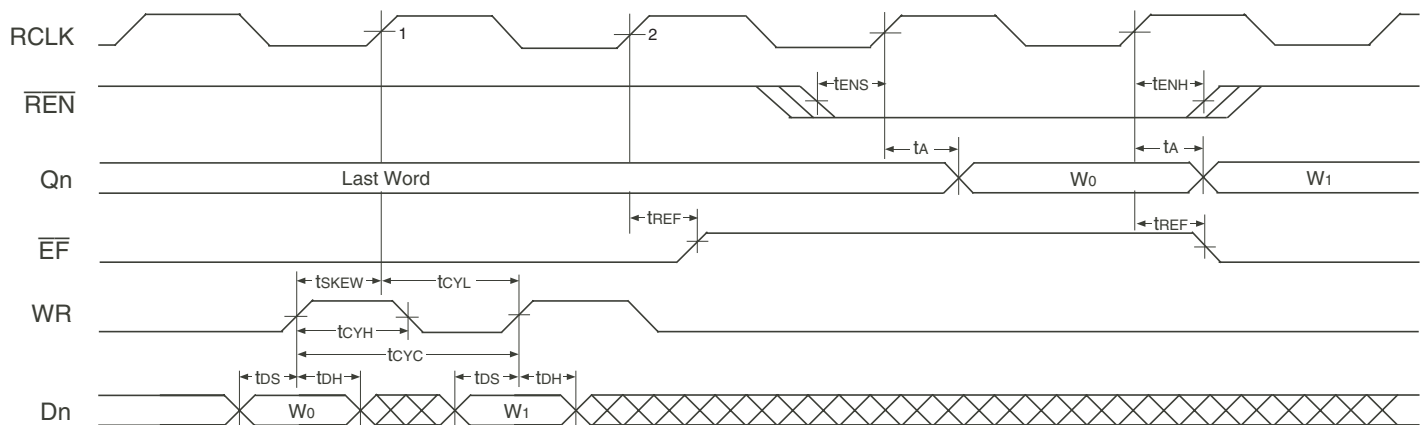 RCLK 1 2
REN tENS tENH
tA tA
Qn Last Word W0 W1
tREF tREF
EF
tSKEW tCYL
WR
tCYH
tCYC
tDS tDH tDS tDH
Dn W0 W1